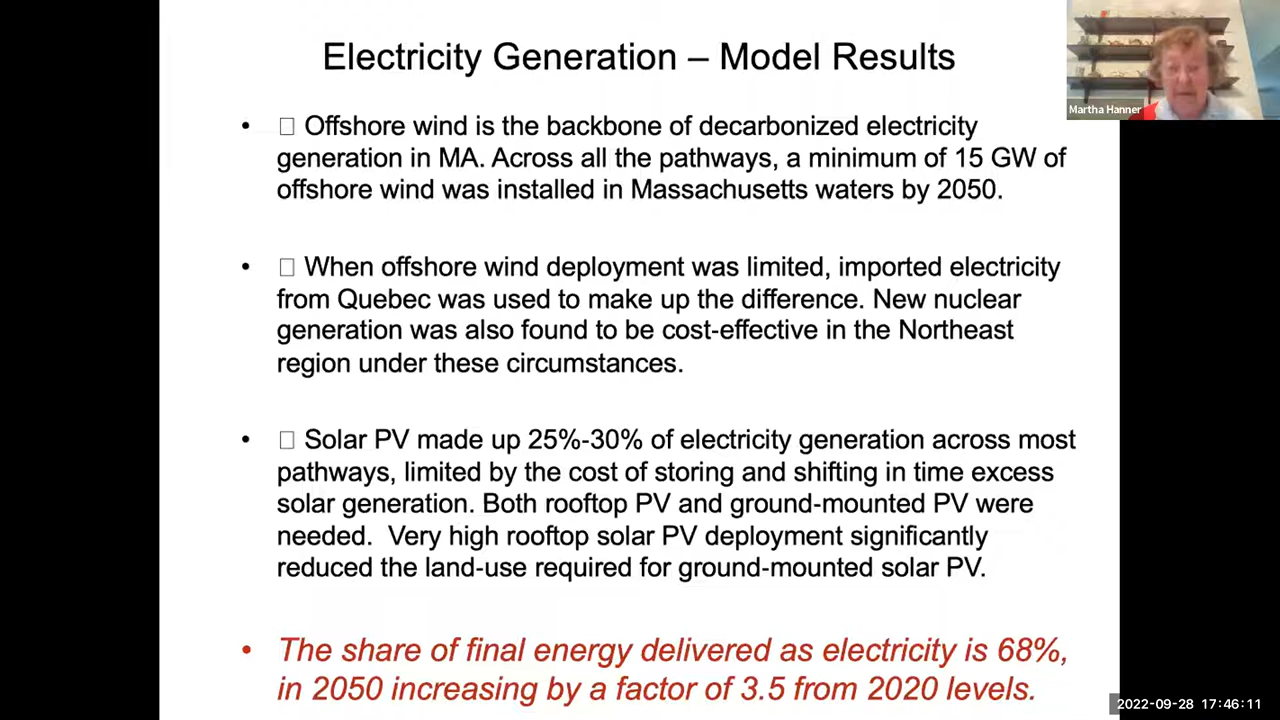 Electricity Generation – Model Results
Martha Hanner
• □ Offshore wind is the backbone of decarbonized electricity
generation in MA. Across all the pathways, a minimum of 15 GW of
offshore wind was installed in Massachusetts waters by 2050.
• □ When offshore wind deployment was limited, imported electricity
from Quebec was used to make up the difference. New nuclear
generation was also found to be cost-effective in the Northeast
region under these circumstances.
• □ Solar PV made up 25%-30% of electricity generation across most
pathways, limited by the cost of storing and shifting in time excess
solar generation. Both rooftop PV and ground-mounted PV were
needed.  Very high rooftop solar PV deployment significantly
reduced the land-use required for ground-mounted solar PV.
• The share of final energy delivered as electricity is 68%,
in 2050 increasing by a factor of 3.5 from 2020 levels.
2022-09-28 17:46:11